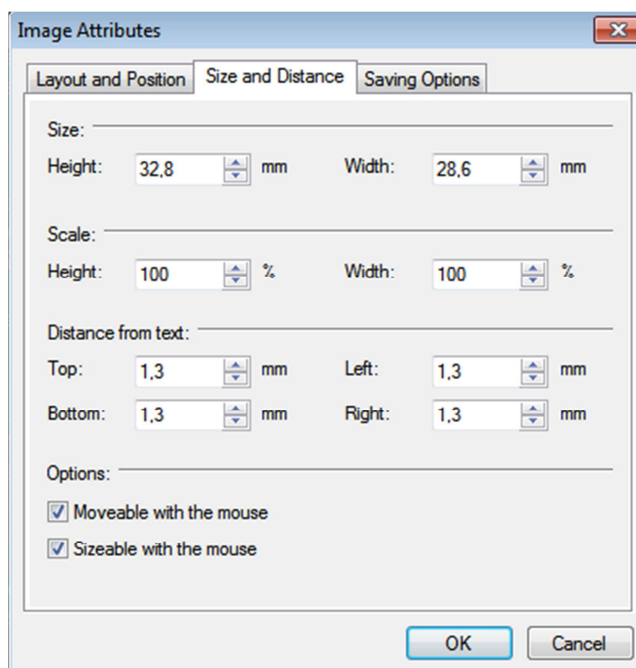 Image Attributes
Layout and Position Size and Distance Saving Options
Size:
Height: 32,8 mm Width: 28,6 mm
Scale:
Height: 100 % Width: 100 %
Distance from text:
Top: 1,3 mm Left: 1,3 mm
Bottom: 1,3 mm Right: 1,3 mm
Options:
Moveable with the mouse
Sizeable with the mouse
OK Cancel